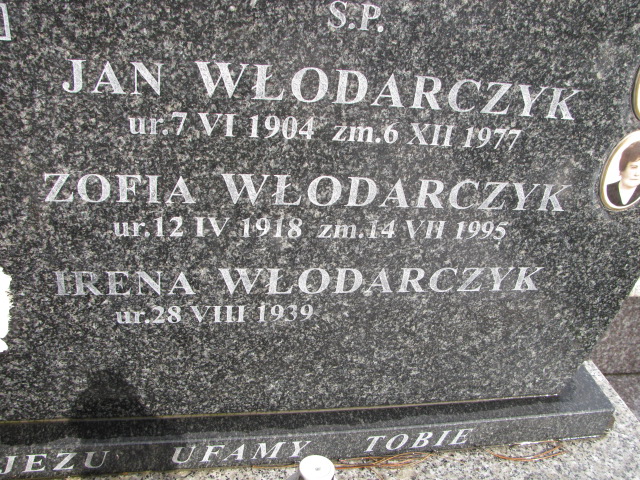 S.P.
JAN WŁODARCZYK
ur.7 VI 1904 zm.6 XII 1977
ZOFIA WŁODARCZYK
ur.12 IV 1918 zm.14 VII 1995
IRENA WŁODARCZYK
ur.28 VIII 1939
JEZU UFAMY TOBIE